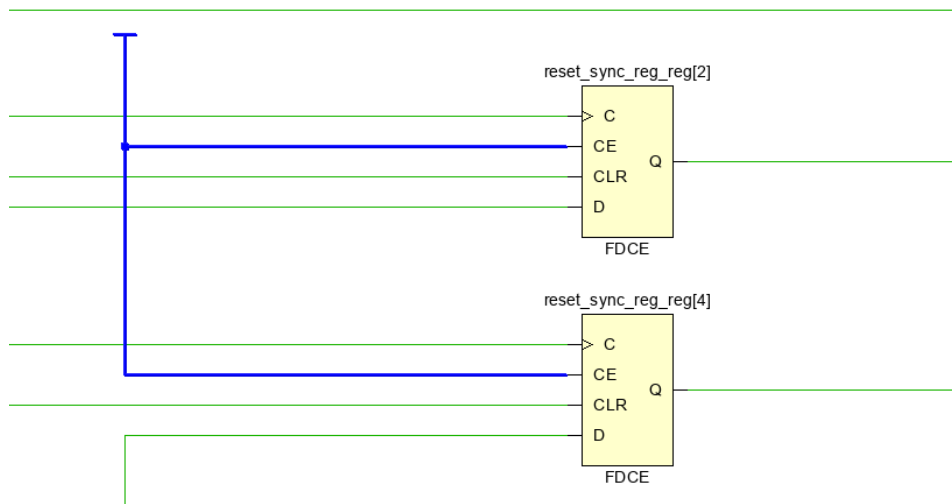 reset_sync_reg_reg[2]
C
CE
Q
CLR
D
FDCE
reset_sync_reg_reg[4]
C
CE
Q
CLR
D
FDCE